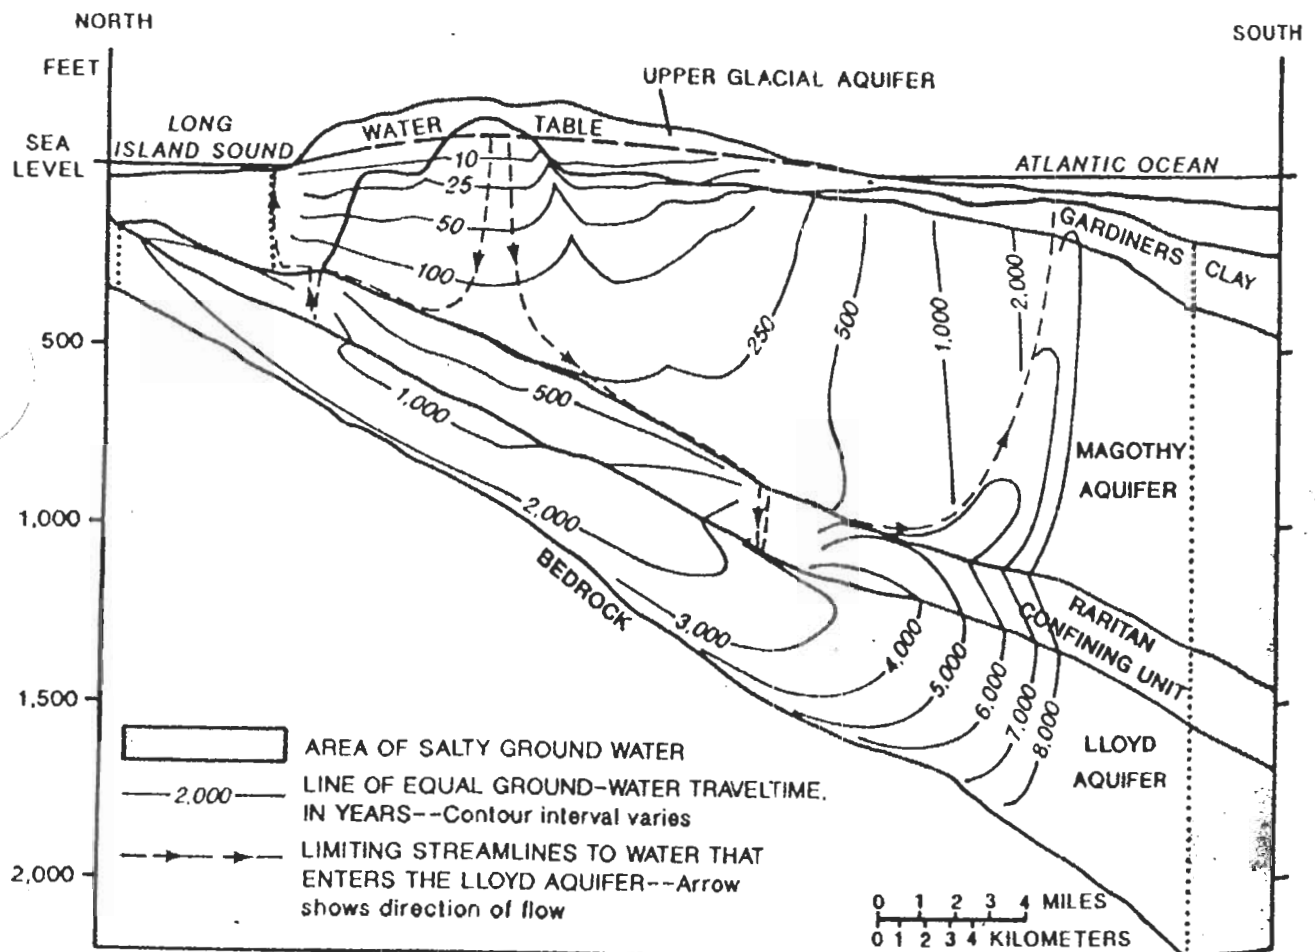 NORTH
SOUTH
FEET
UPPER GLACIAL AQUIFER
LONG
ISLAND SOUND
WATER TABLE
SEA
LEVEL
ATLANTIC OCEAN
10
25
50
100
GARDINERS
CLAY
250
500
1,000
2,000
500
500
1,000
MAGOTHY
AQUIFER
1,000
2,000
BEDROCK
3,000
4,000
5,000
6,000
7,000
8,000
RARITAN
CONFINING UNIT
LLOYD
AQUIFER
1,500
2,000
AREA OF SALTY GROUND WATER
2,000
LINE OF EQUAL GROUND-WATER TRAVELTIME,
IN YEARS--Contour interval varies
LIMITING STREAMLINES TO WATER THAT
ENTERS THE LLOYD AQUIFER--Arrow
shows direction of flow
0 1 2 3 4 MILES
0 1 2 3 4 KILOMETERS